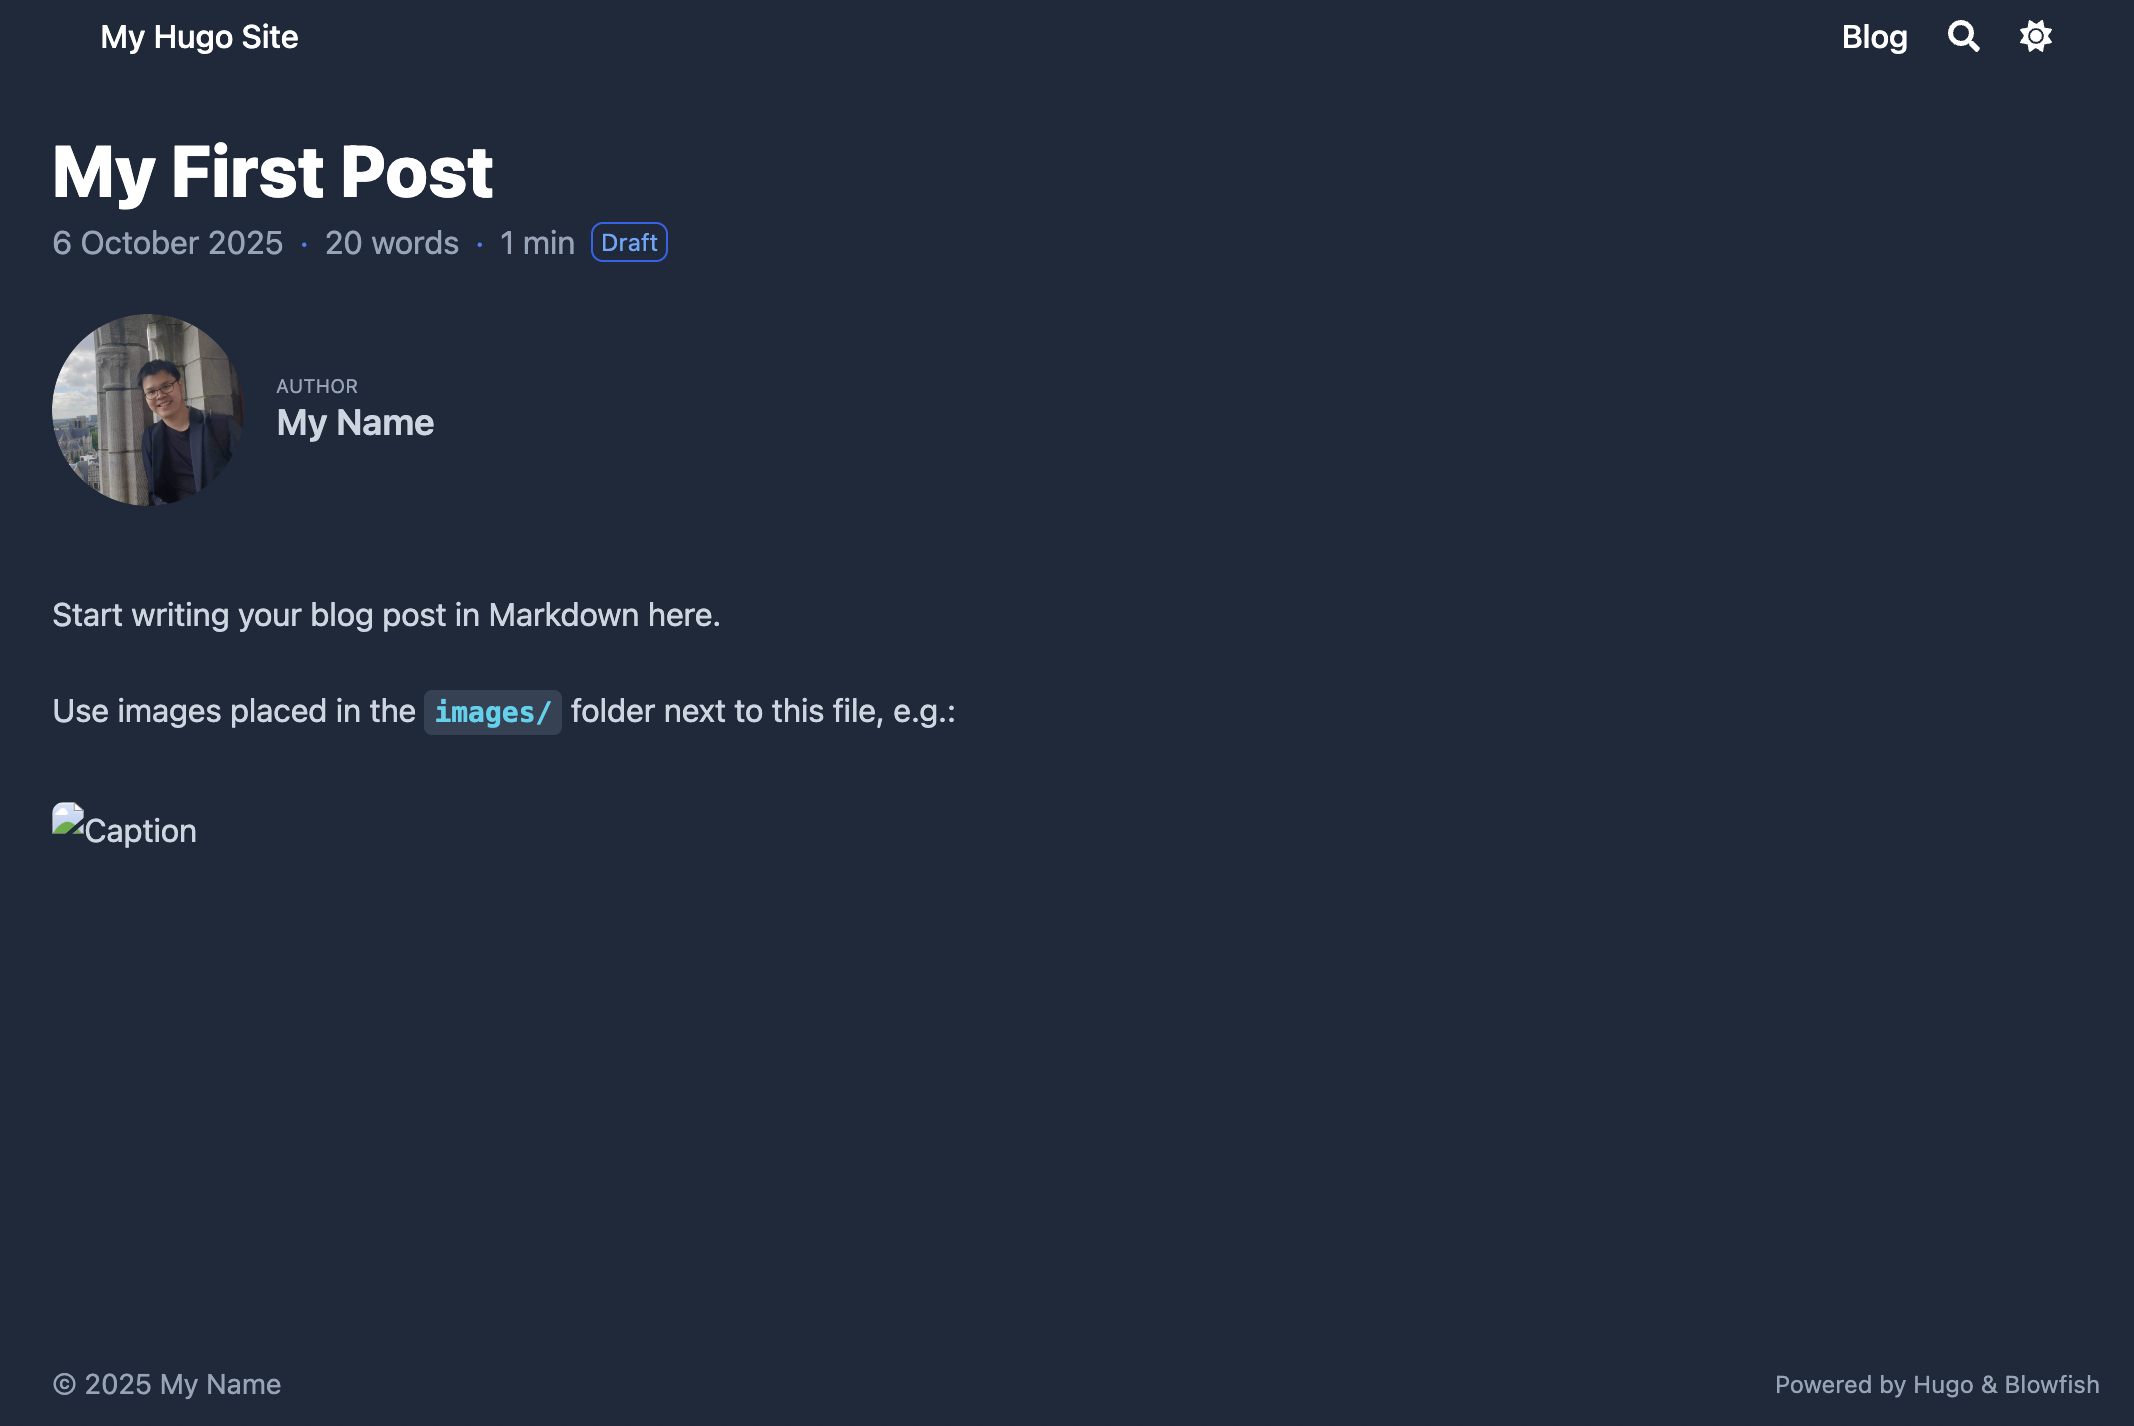 My Hugo Site
Blog
My First Post
6 October 2025 · 20 words · 1 min Draft
AUTHOR
My Name
Start writing your blog post in Markdown here.
Use images placed in the images/ folder next to this file, e.g.:
Caption
© 2025 My Name
Powered by Hugo & Blowfish